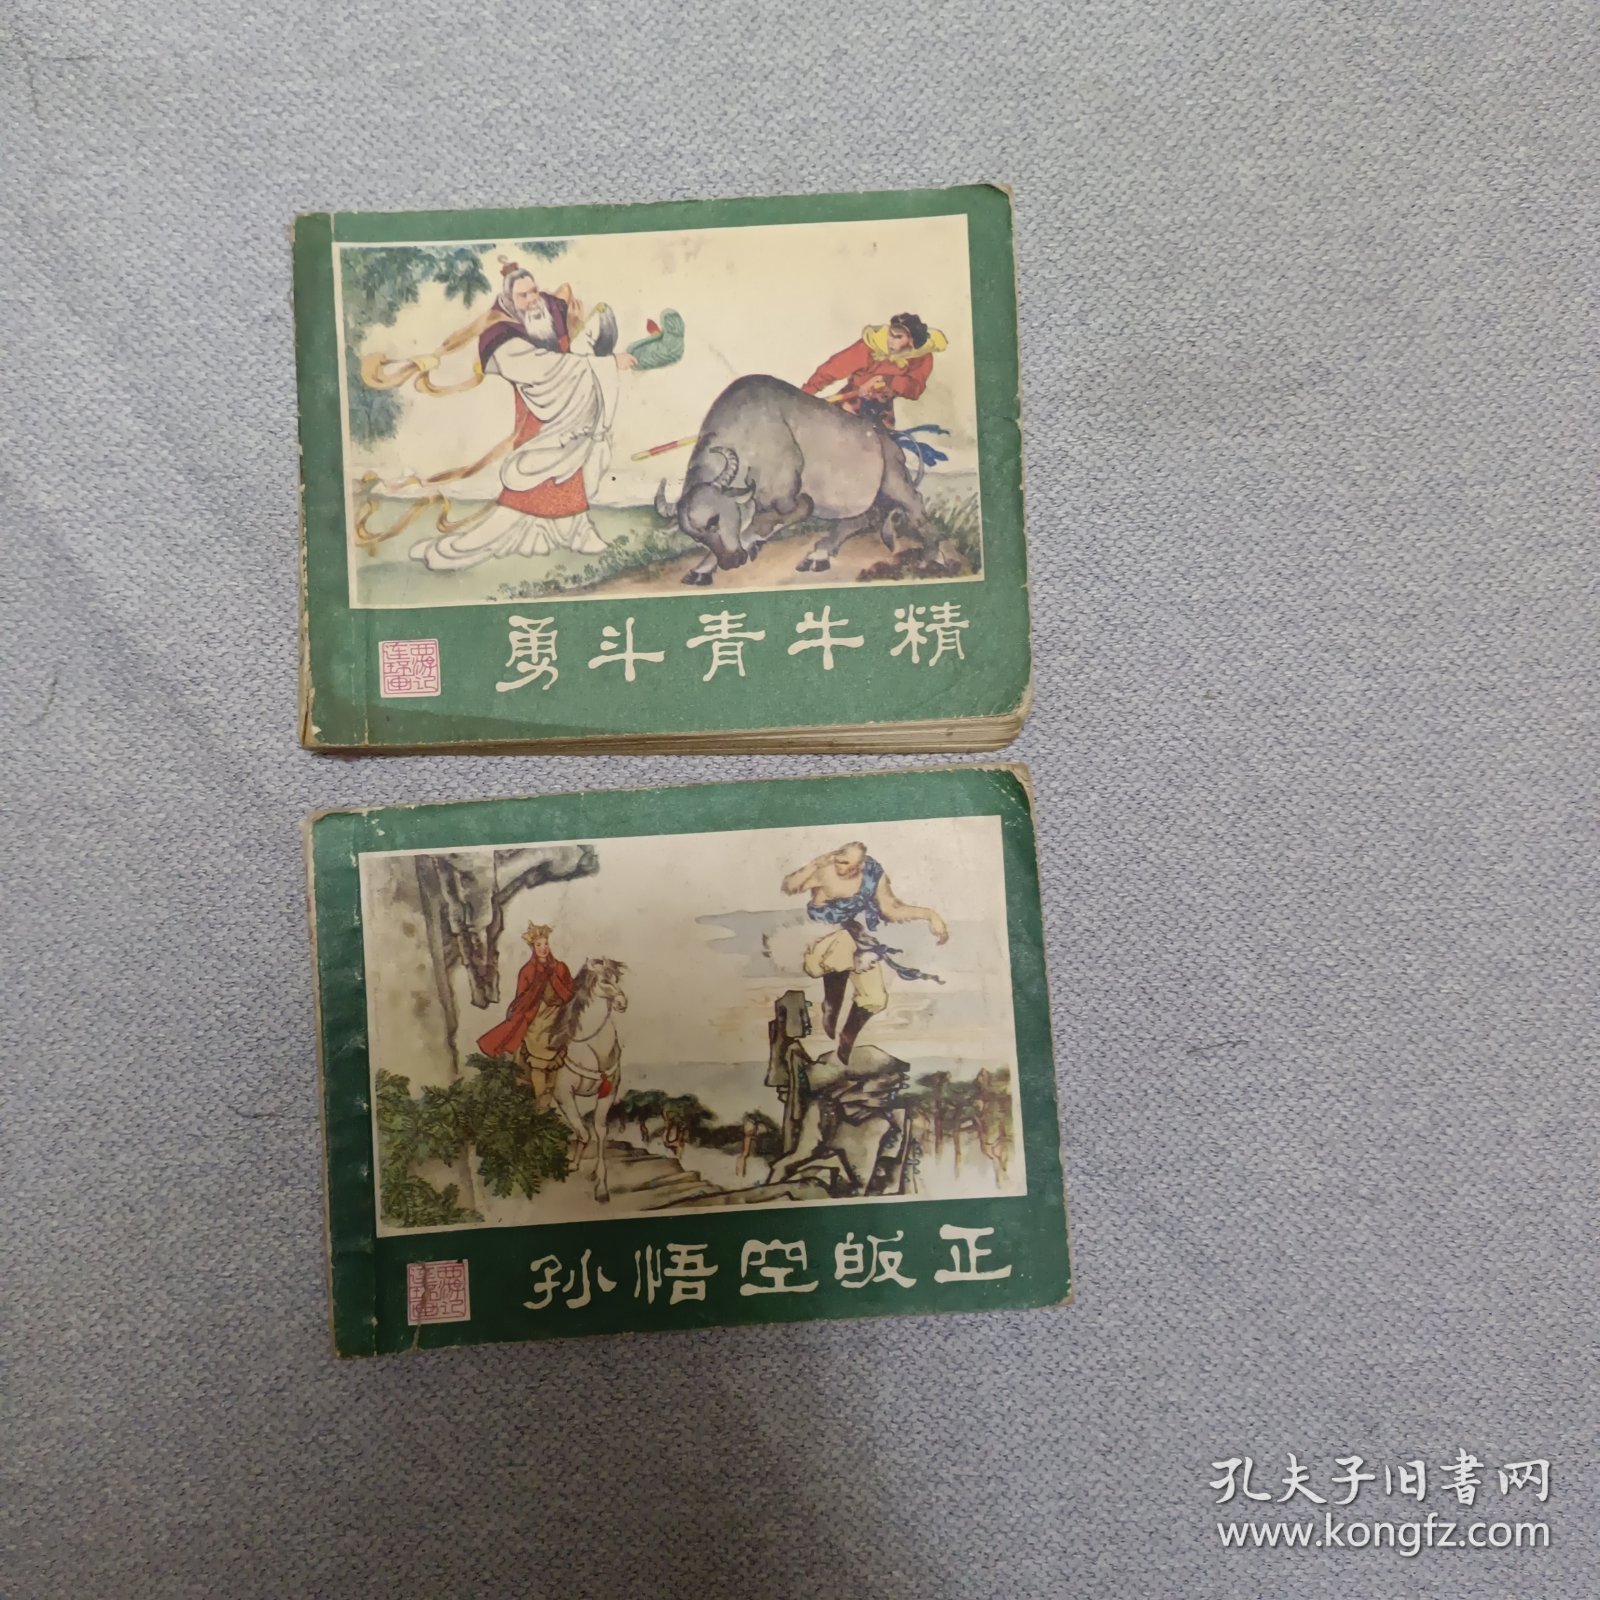 勇斗青牛精
西游记
连环画
孙悟空皈正
西游记
连环画
孔夫子旧书网
www.kongfz.com